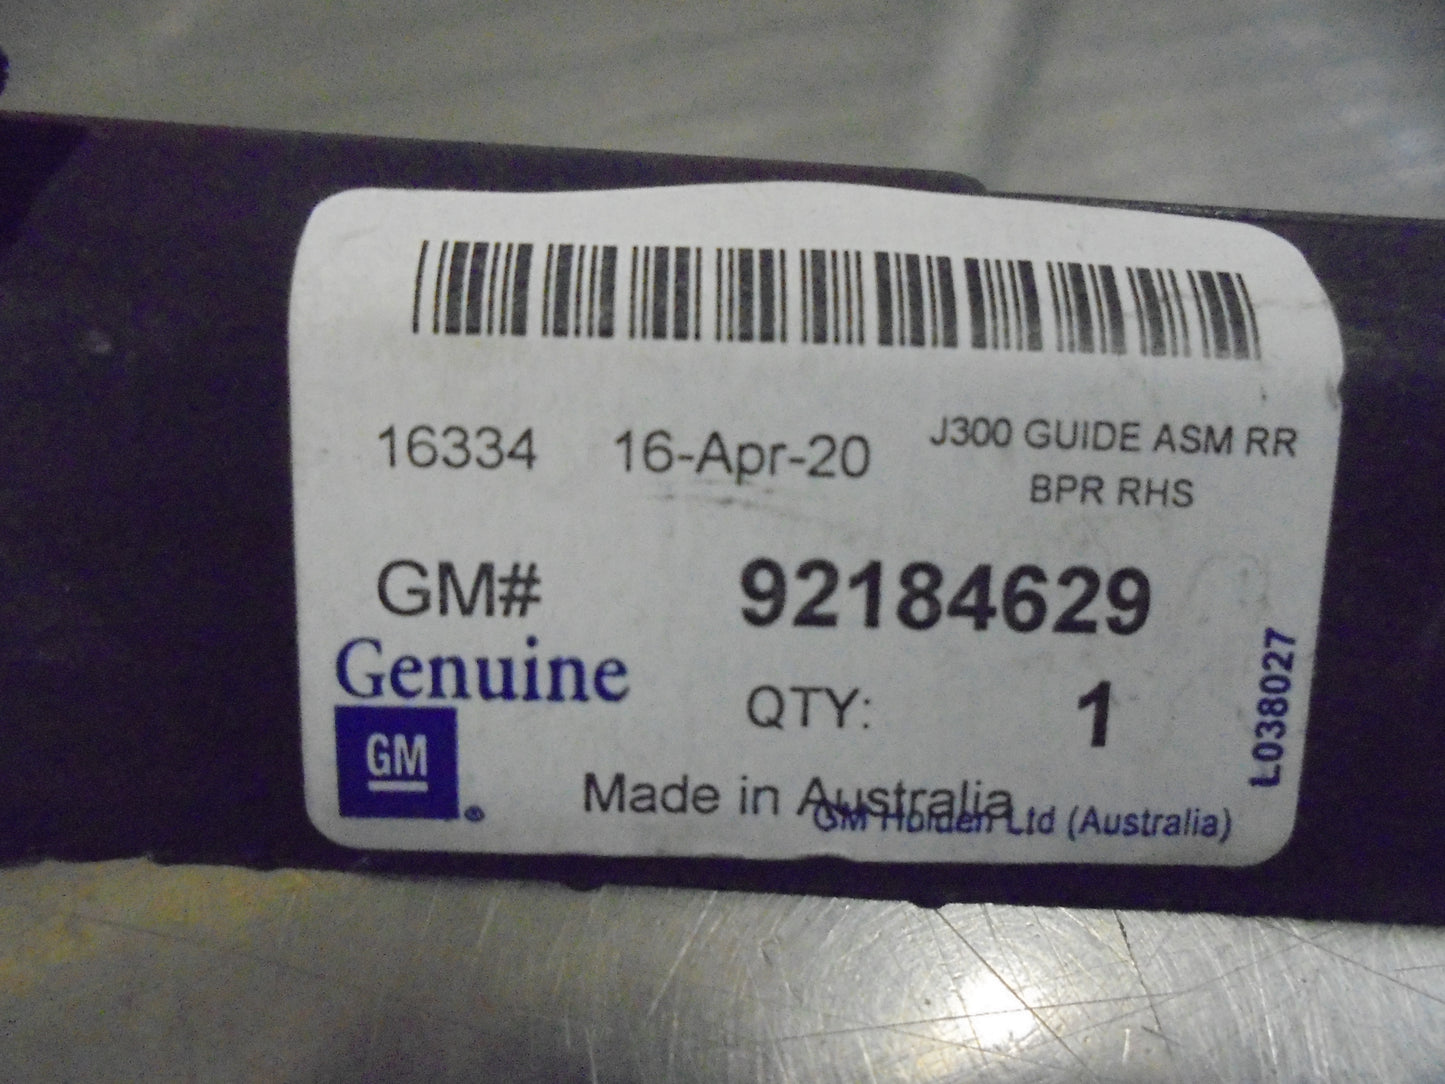 16334 16-Apr-20 J300 GUIDE ASM RR
BPR RHS
GM# 92184629
Genuine
QTY: 1
GM
®
Made in Australia
GM Holden Ltd (Australia)
L038027